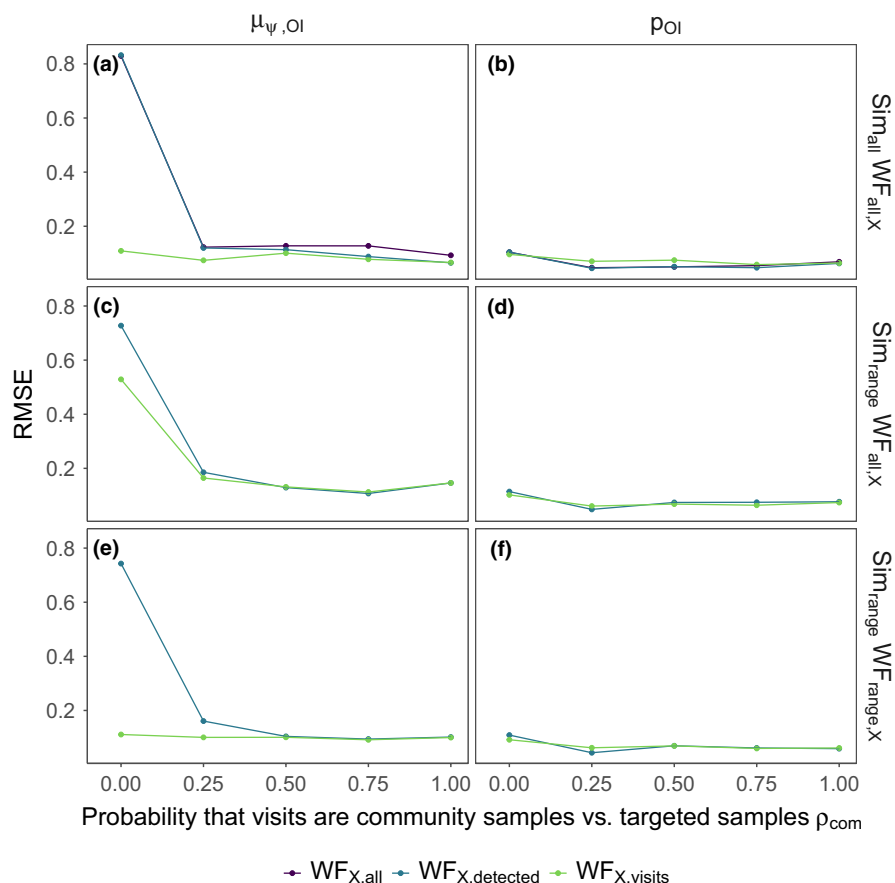 μψ,OI pOI
(a) (b)
0.8
0.6
0.4
0.2
Simall WFall,X
(c) (d)
0.8
0.6
0.4
0.2
Simrange WFall,X
(e) (f)
0.8
0.6
0.4
0.2
Simrange WFrange,X
RMSE
0.00 0.25 0.50 0.75 1.00 0.00 0.25 0.50 0.75 1.00
Probability that visits are community samples vs. targeted samples ρcom
WFX,all WFX,detected WFX,visits